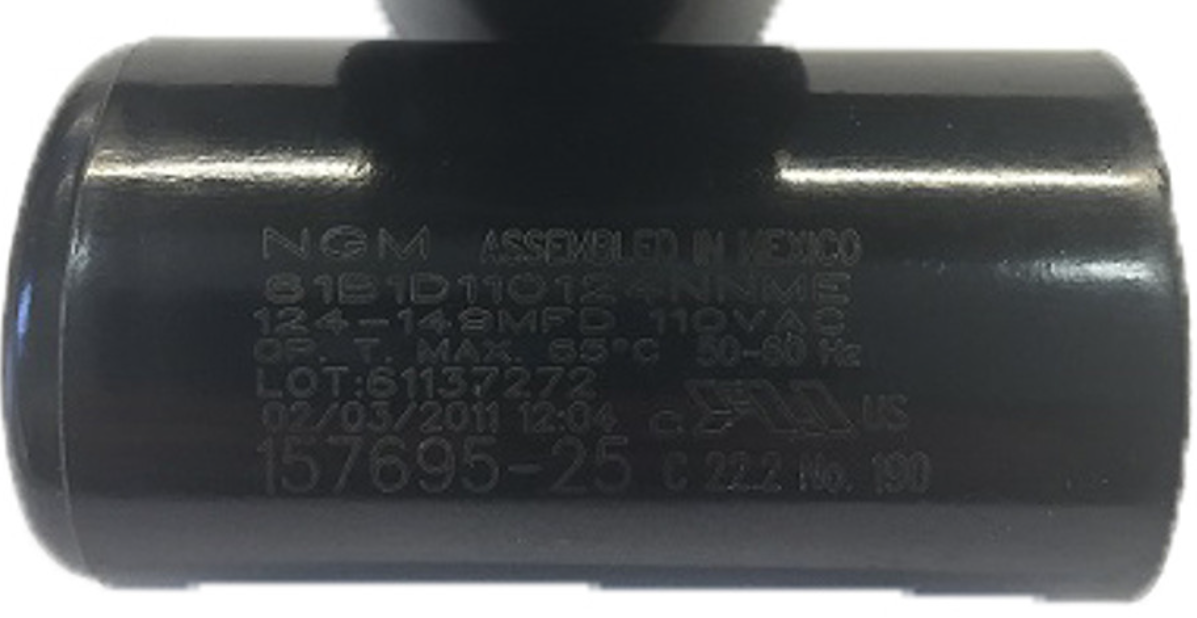 NGM ASSEMBLED IN MEXICO
61B1D110124NNME
124-149MFD 110VAC
OP. T. MAX. 65°C 50-60 Hz
LOT:61137272
02/03/2011 12:04 c US
157695-25 C 22.2 No. 190